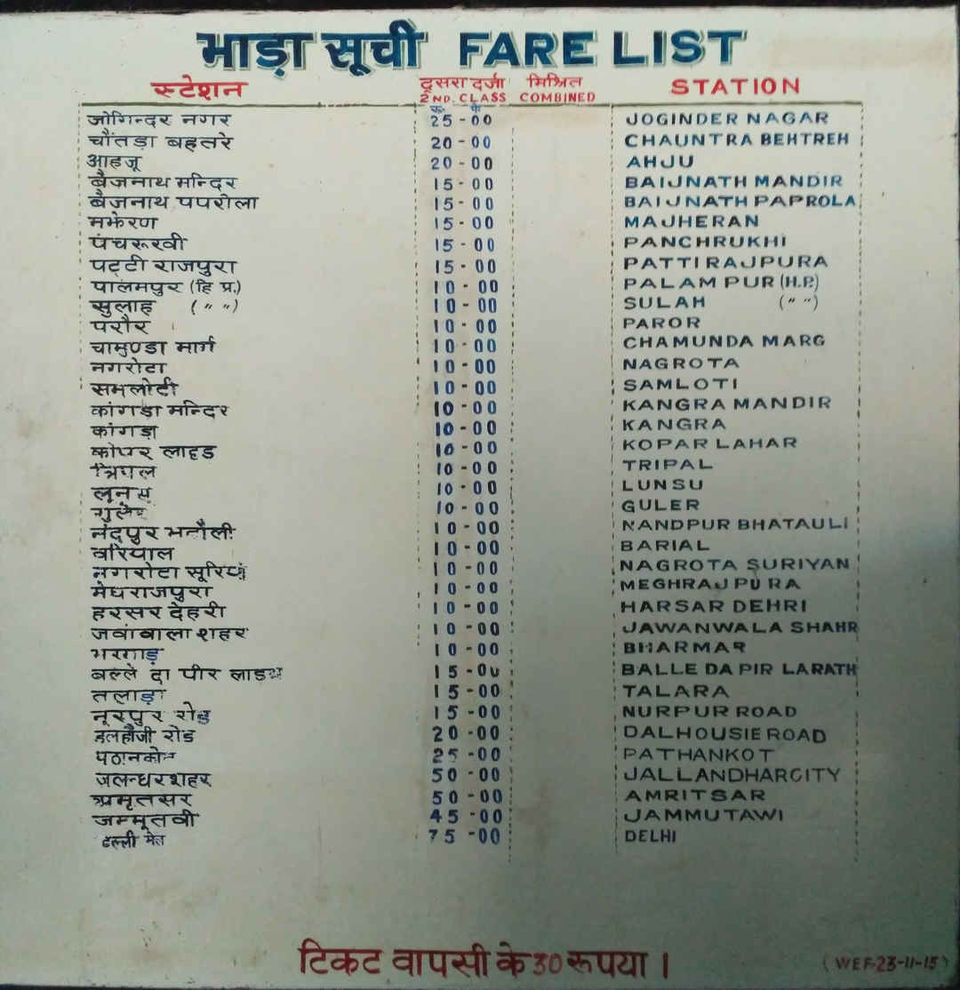 भाड़ा सूची FARE LIST
स्टेशन दूसरा दर्जा मिश्रित STATION
2ND. CLASS COMBINED
रू. पै.
जोगिन्दर नगर 25-00 JOGINDER NAGAR
चौंतड़ा बहतरे 20-00 CHAUNTRA BEHTREH
आहजू 20-00 AHJU
बैजनाथ मन्दिर 15-00 BAIJNATH MANDIR
बैजनाथ पपरोला 15-00 BAIJNATH PAPROLA
मझेरण 15-00 MAJHERAN
पंचरूखी 15-00 PANCHRUKHI
पट्टी राजपुरा 15-00 PATTI RAJPURA
पालमपुर (हि प्र.) 10-00 PALAM PUR (H.P.)
सुलाह (〃 〃) 10-00 SULAH (〃 〃)
परौर 10-00 PAROR
चामुण्डा मार्ग 10-00 CHAMUNDA MARG
नगरोटा 10-00 NAGROTA
समलोटी 10-00 SAMLOTI
कांगड़ा मन्दिर 10-00 KANGRA MANDIR
कांगड़ा 10-00 KANGRA
कोपर लाहड 10-00 KOPAR LAHAR
त्रिपल 10-00 TRIPAL
लूनसू 10-00 LUNSU
गुलेर 10-00 GULER
नंदपुर भटौली 10-00 NANDPUR BHATAULI
बरियाल 10-00 BARIAL
नगरोटा सूरियां 10-00 NAGROTA SURIYAN
मेघराजपुरा 10-00 MEGHRAJ PURA
हरसर देहरी 10-00 HARSAR DEHRI
जवांवाला शहर 10-00 JAWANWALA SHAHR
भरमाड़ 10-00 BHARMAR
बल्ले दा पीर 15-00 BALLE DA PIR LARATH
तलाड़ा 15-00 TALARA
नूरपुर रोड़ 15-00 NURPUR ROAD
डलहौजी रोड 20-00 DALHOUSIE ROAD
पठानकोट 25-00 PATHANKOT
जलन्धर शहर 50-00 JALLANDHAR CITY
अमृतसर 50-00 AMRITSAR
जम्मूतवी 45-00 JAMMUTAWI
75-00 DELHI
टिकट वापसी के 30 रूपया।
(WEF-23-11-15)